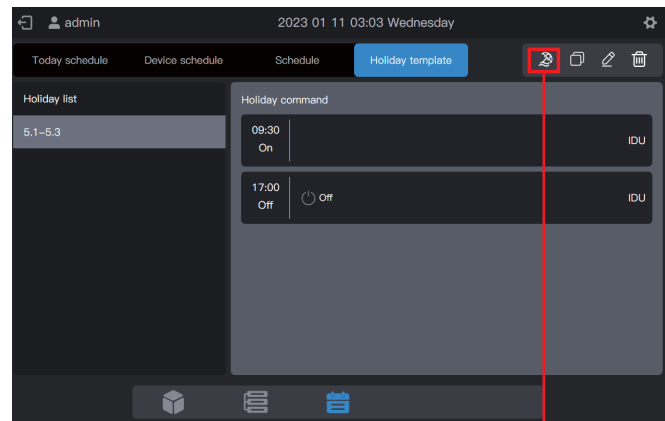 admin
2023 01 11 03:03 Wednesday
Today schedule
Device schedule
Schedule
Holiday template
Holiday list
5.1–5.3
Holiday command
09:30
On
IDU
17:00
Off
Off
IDU